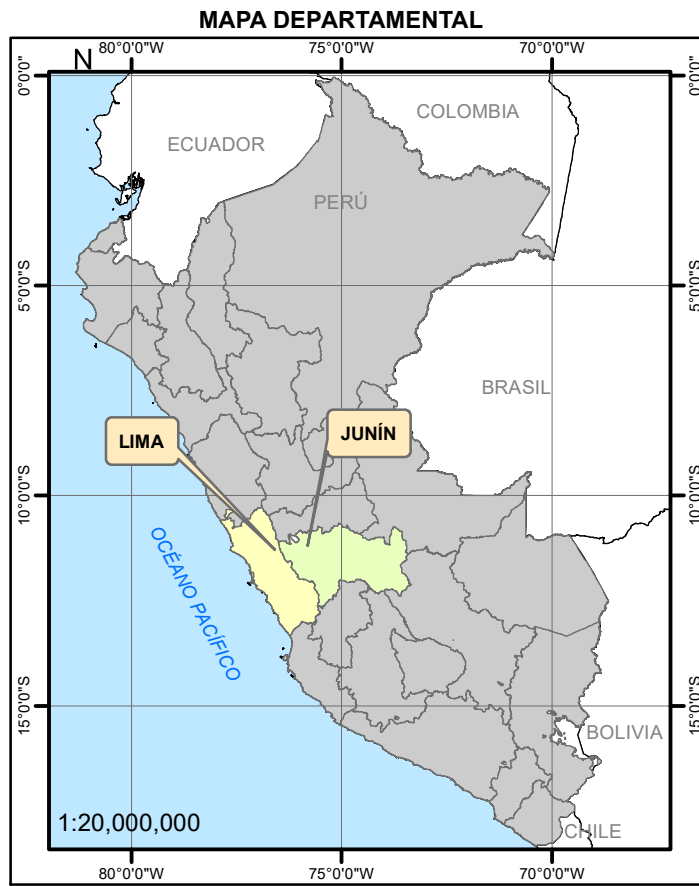 MAPA DEPARTAMENTAL
80°0'0"W 75°0'0"W 70°0'0"W
N
0°0'0" 0°0'0"
COLOMBIA
ECUADOR
PERÚ
5°0'0"S 5°0'0"S
BRASIL
LIMA JUNÍN
10°0'0"S 10°0'0"S
OCÉANO PACÍFICO
15°0'0"S 15°0'0"S
BOLIVIA
1:20,000,000
CHILE
80°0'0"W 75°0'0"W 70°0'0"W